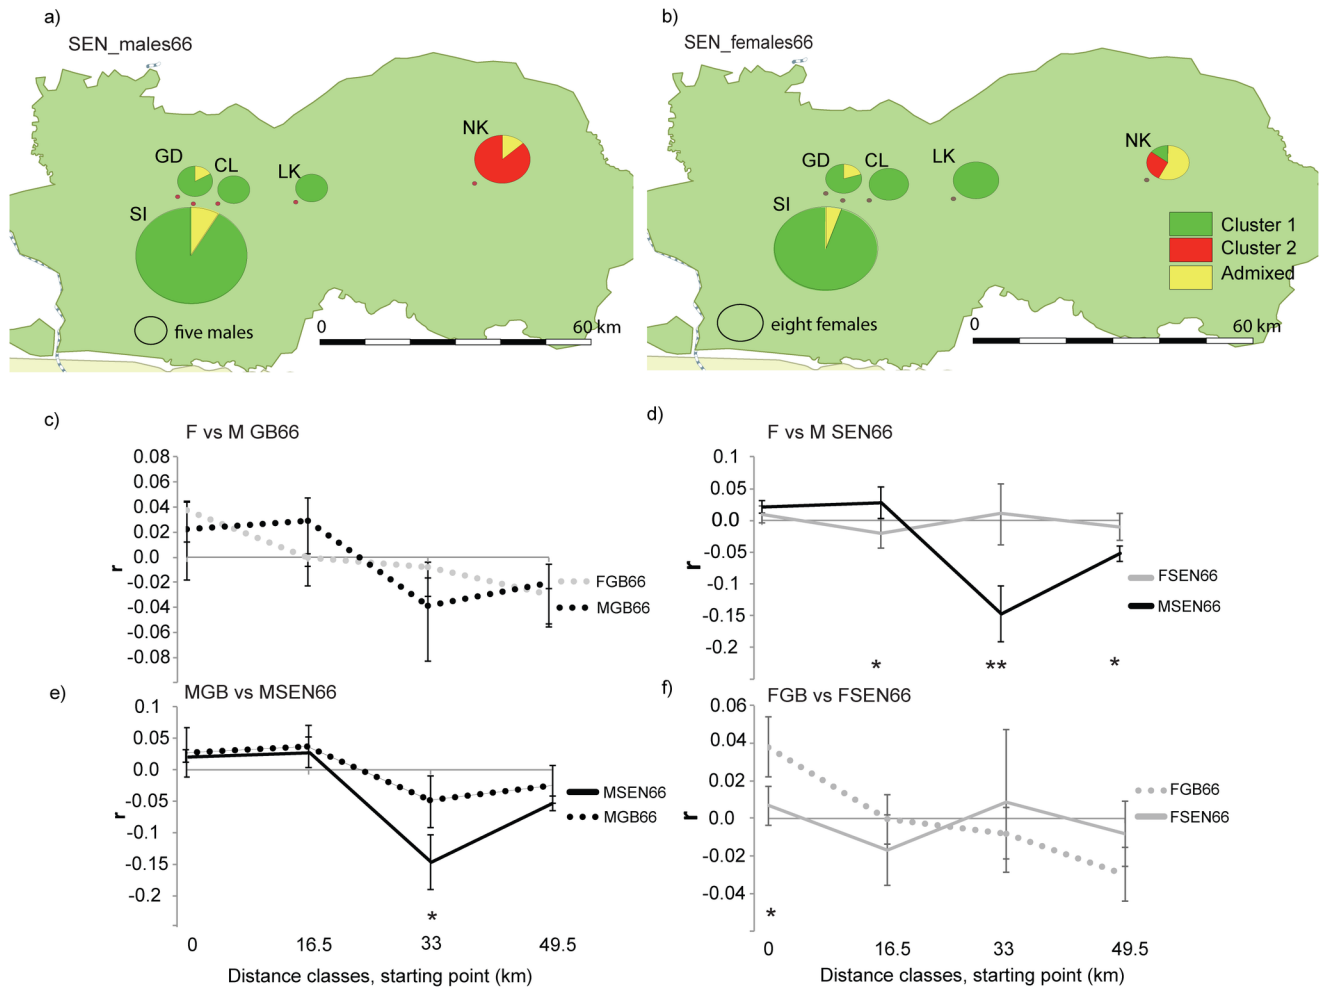 a)
SEN_males66
GD
CL
LK
NK
SI
five males
0
60 km
b)
SEN_females66
GD
CL
LK
NK
SI
eight females
Cluster 1
Cluster 2
Admixed
0
60 km
c)
F vs M GB66
0.08
0.06
0.04
0.02
0.0
-0.02
-0.04
-0.06
-0.08
r
FGB66
MGB66
d)
F vs M SEN66
0.1
0.05
0.0
-0.05
-0.1
-0.15
-0.2
r
FSEN66
MSEN66
* ** *
e)
MGB vs MSEN66
0.1
0.05
0.0
-0.05
-0.1
-0.15
-0.2
r
MSEN66
MGB66
*
0 16.5 33 49.5
Distance classes, starting point (km)
f)
FGB vs FSEN66
0.06
0.04
0.02
0.0
-0.02
-0.04
r
FGB66
FSEN66
*
0 16.5 33 49.5
Distance classes, starting point (km)